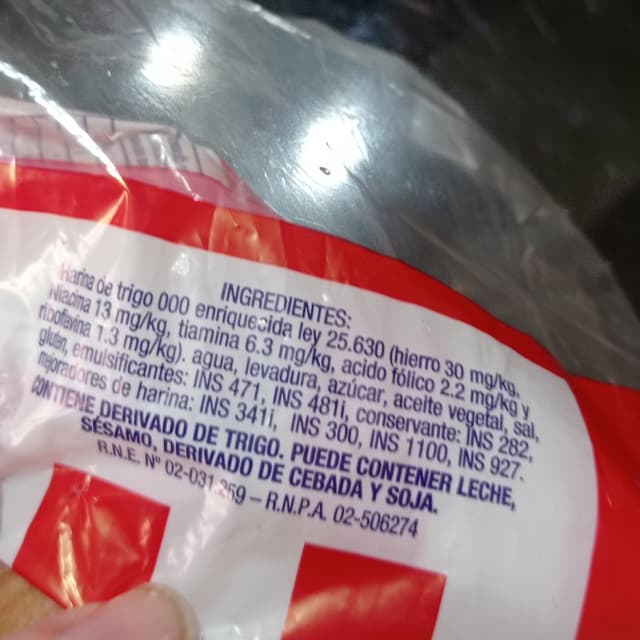 INGREDIENTES:
Harina de trigo 000 enriquecida ley 25.630 (hierro 30 mg/kg,
Niacina 13 mg/kg, tiamina 6.3 mg/kg, acido fólico 2.2 mg/kg y
ribofavina 1.3 mg/kg). agua, levadura, azúcar, aceite vegetal, sal,
gluten, emulsificantes: INS 471, INS 481i, conservante: INS 282,
mejoradores de harina: INS 341i, INS 300, INS 1100, INS 927.
CONTIENE DERIVADO DE TRIGO. PUEDE CONTENER LECHE,
SÉSAMO, DERIVADO DE CEBADA Y SOJA.
R.N.E. Nº 02-031.269 – R.N.P.A. 02-506274